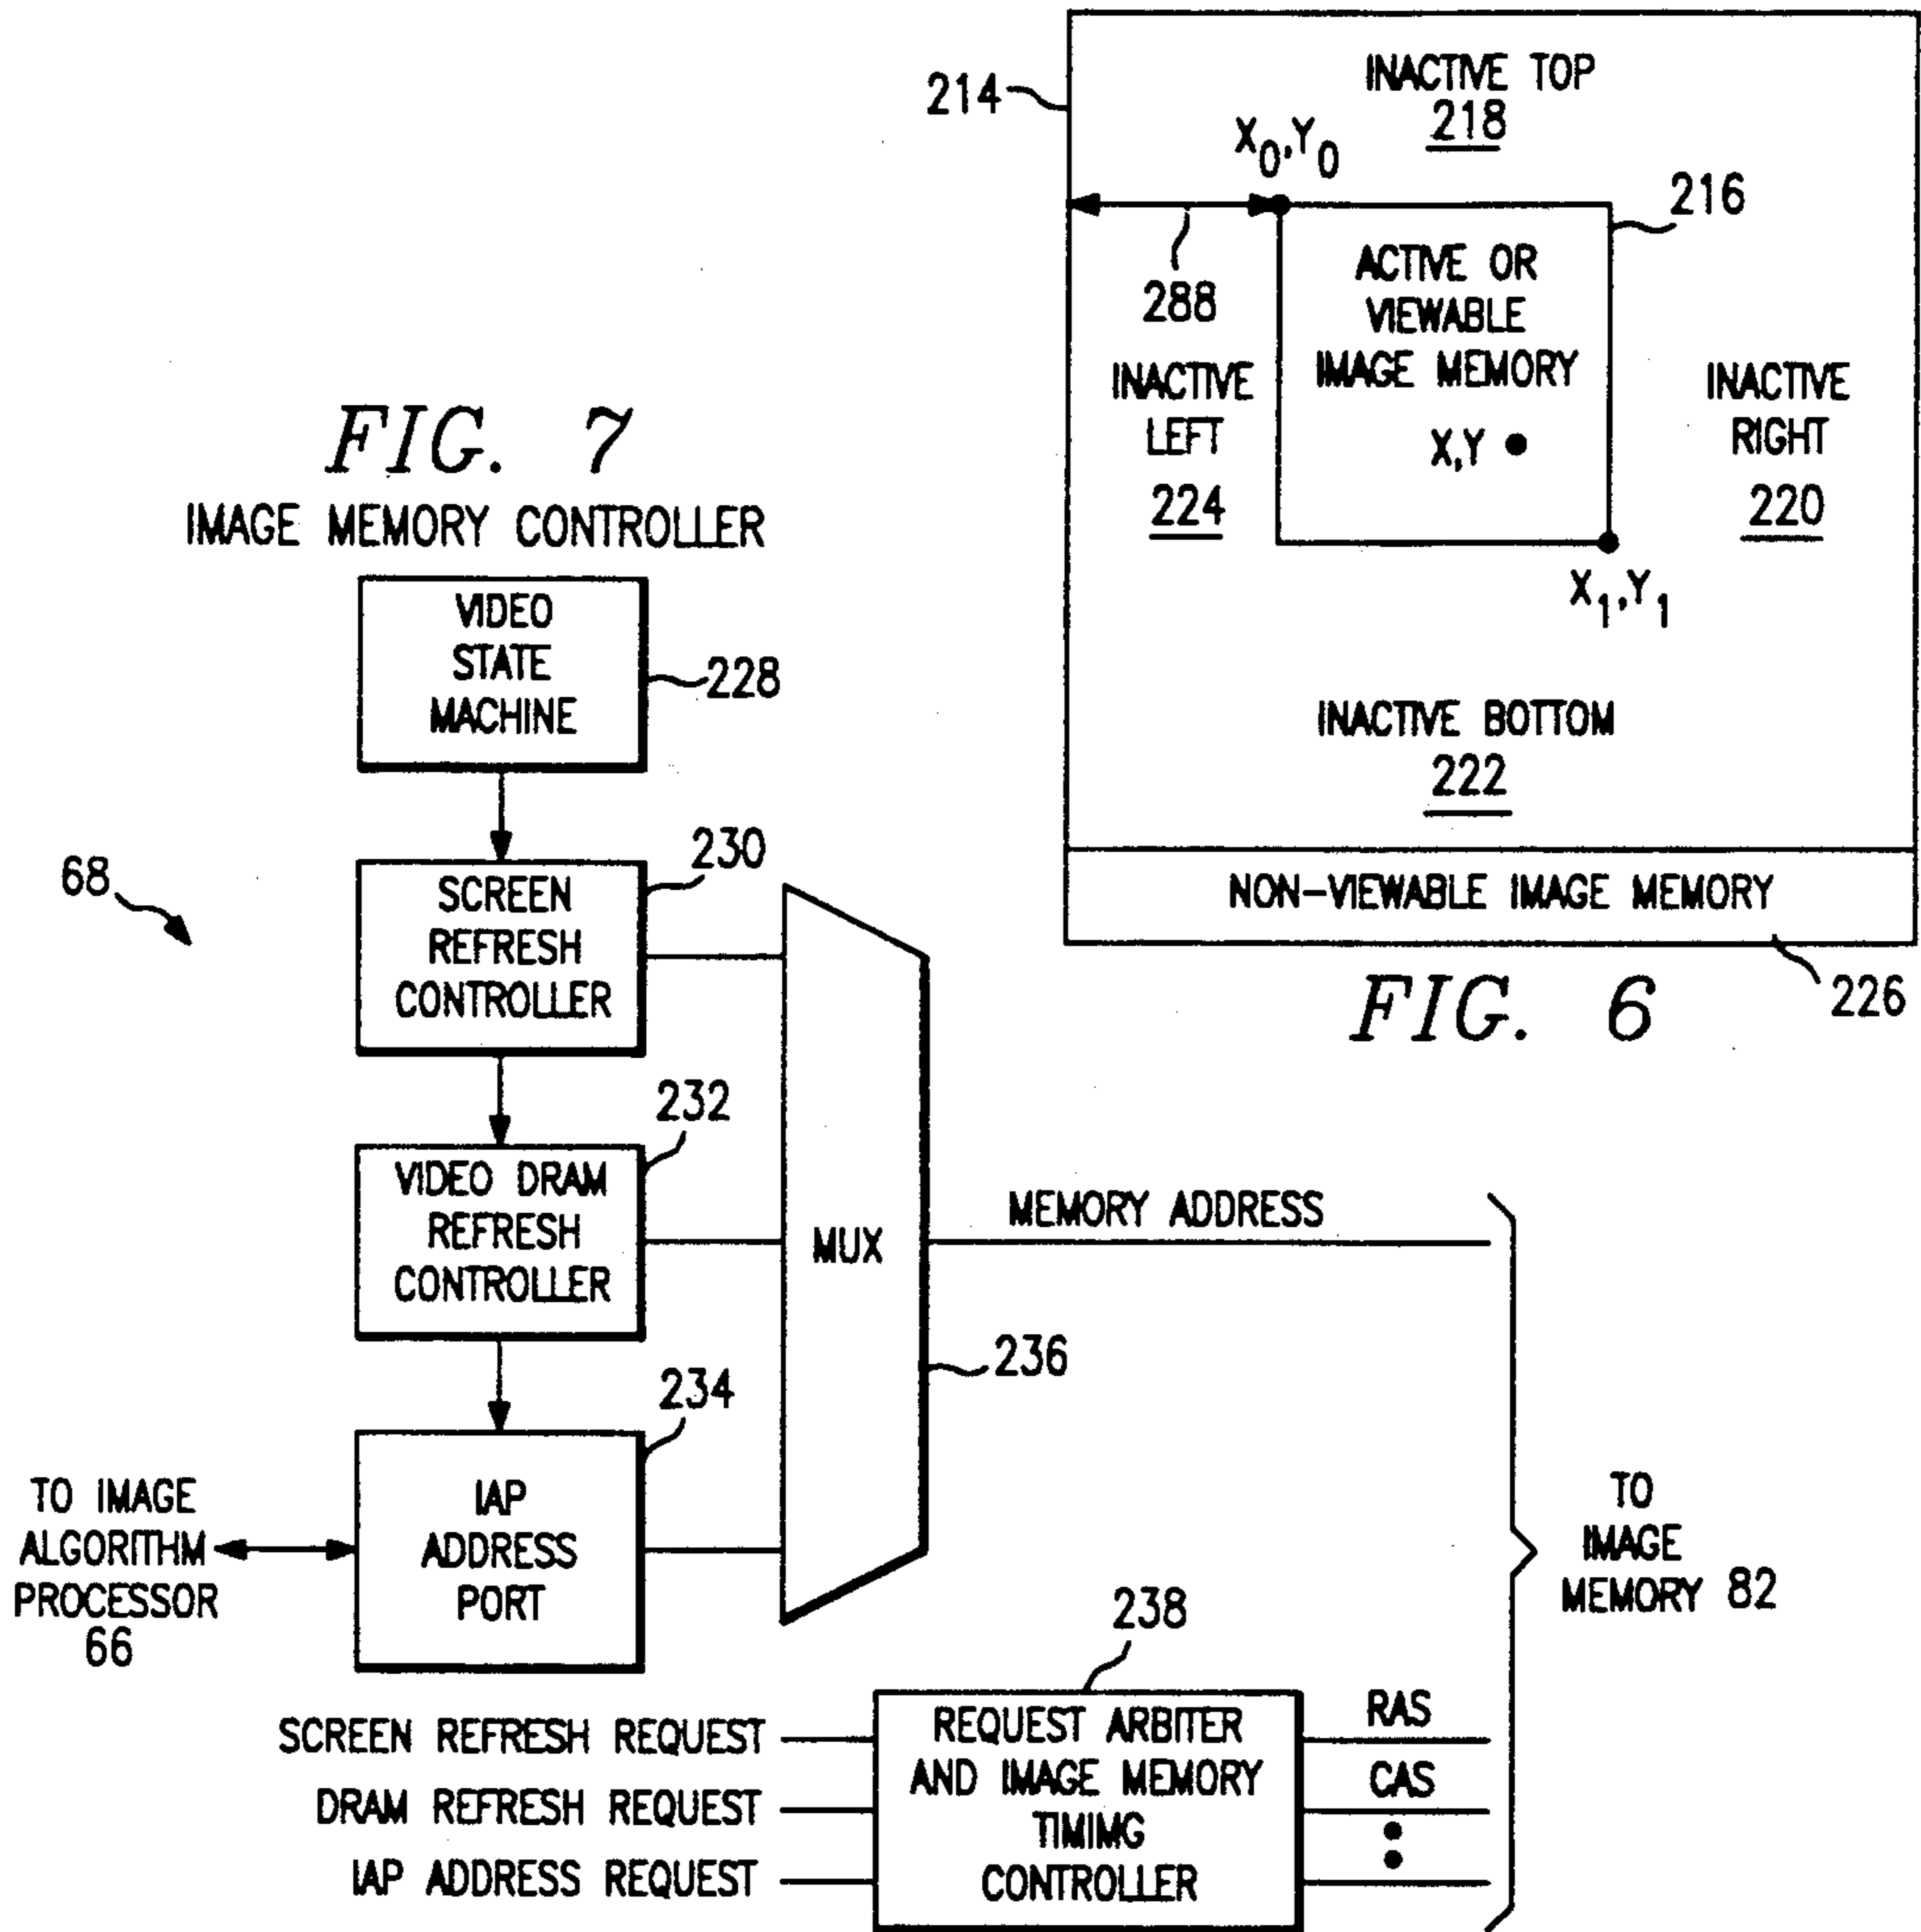 214
INACTIVE TOP
218
X0,Y0
216
288
ACTIVE OR
VIEWABLE
IMAGE MEMORY
X,Y
INACTIVE
LEFT
224
INACTIVE
RIGHT
220
X1,Y1
INACTIVE BOTTOM
222
NON-VIEWABLE IMAGE MEMORY
226
FIG. 6
FIG. 7
IMAGE MEMORY CONTROLLER
VIDEO
STATE
MACHINE
228
68
SCREEN
REFRESH
CONTROLLER
230
VIDEO DRAM
REFRESH
CONTROLLER
232
MUX
236
MEMORY ADDRESS
IAP
ADDRESS
PORT
234
TO IMAGE
ALGORITHM
PROCESSOR
66
TO
IMAGE
MEMORY 82
238
SCREEN REFRESH REQUEST
DRAM REFRESH REQUEST
IAP ADDRESS REQUEST
REQUEST ARBITER
AND IMAGE MEMORY
TIMIMG
CONTROLLER
RAS
CAS